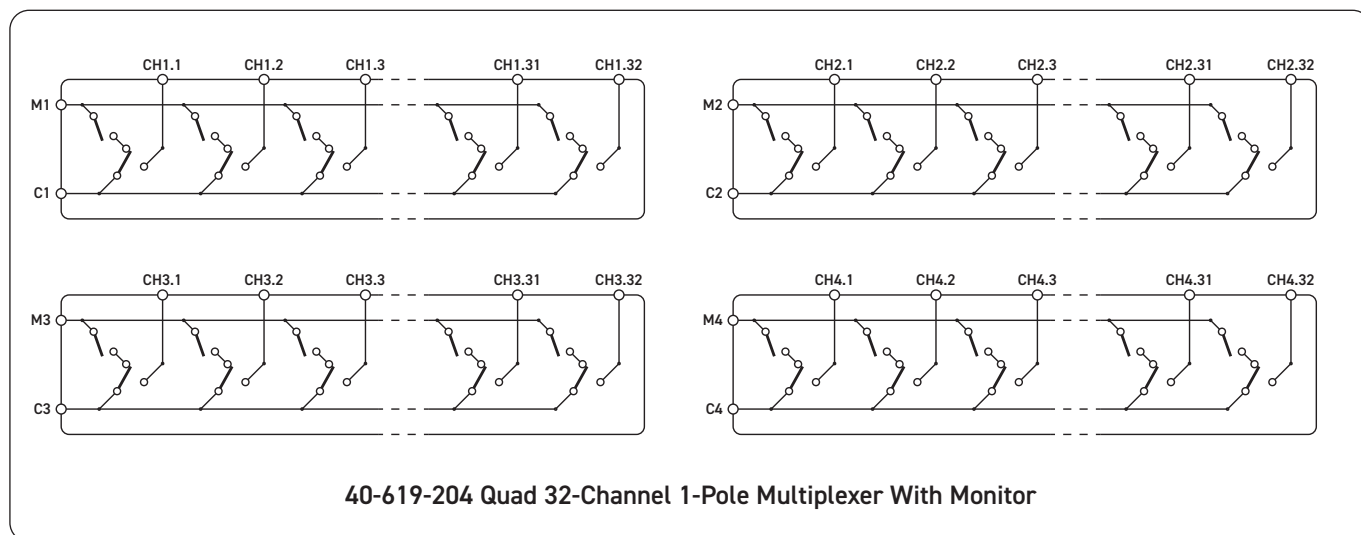 CH1.1 CH1.2 CH1.3 CH1.31 CH1.32
M1
C1
CH2.1 CH2.2 CH2.3 CH2.31 CH2.32
M2
C2
CH3.1 CH3.2 CH3.3 CH3.31 CH3.32
M3
C3
CH4.1 CH4.2 CH4.3 CH4.31 CH4.32
M4
C4
40-619-204 Quad 32-Channel 1-Pole Multiplexer With Monitor